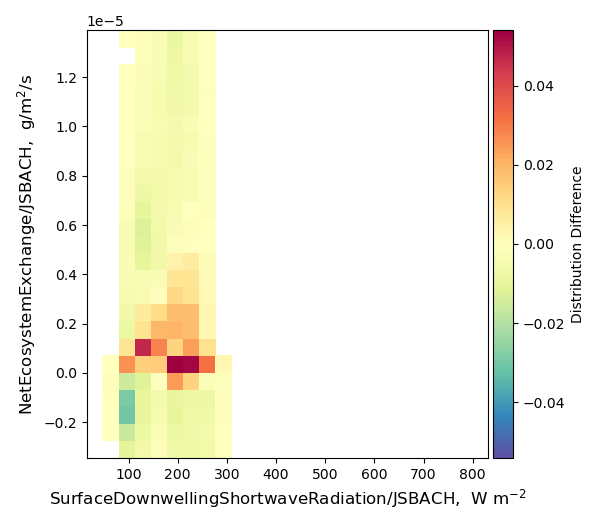 1e−5
1.2
1.0
0.8
0.6
0.4
0.2
0.0
−0.2
NetEcosystemExchange/JSBACH, g/m²/s
100 200 300 400 500 600 700 800
SurfaceDownwellingShortwaveRadiation/JSBACH, W m⁻²
0.04
0.02
0.00
−0.02
−0.04
Distribution Difference